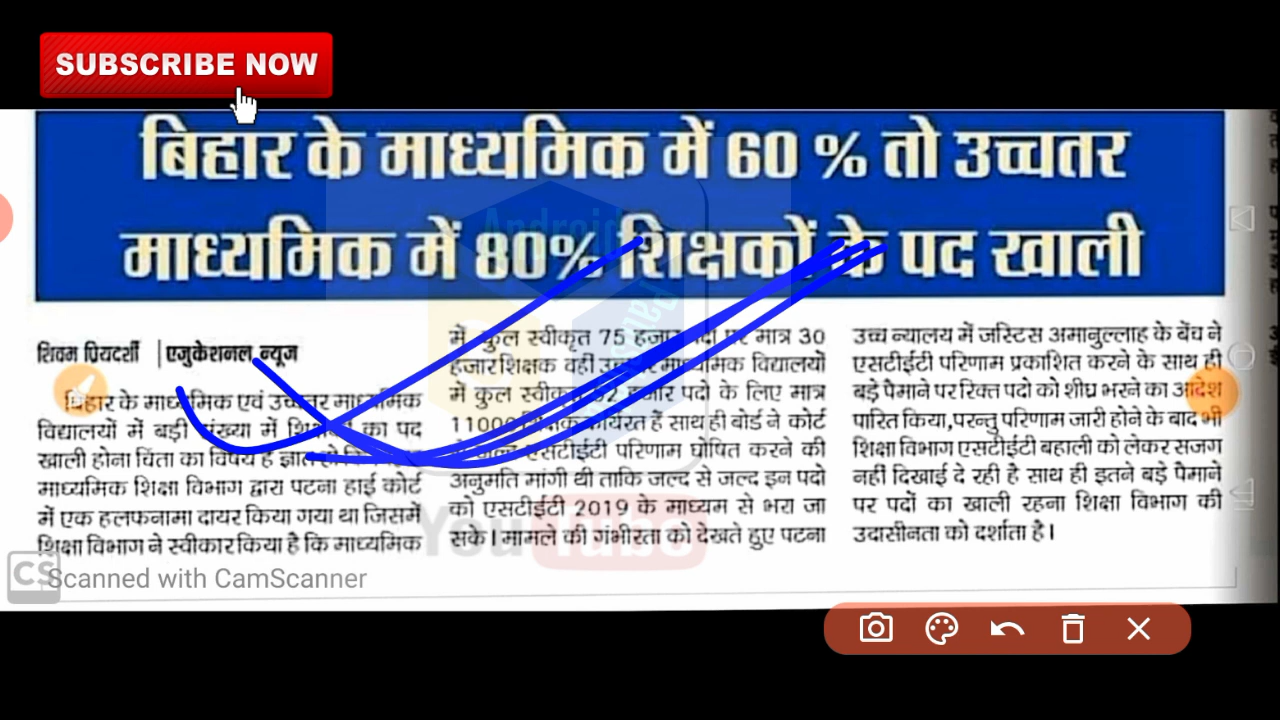 SUBSCRIBE NOW
बिहार के माध्यमिक में 60 % तो उच्चतर
माध्यमिक में 80% शिक्षकों के पद खाली
शिवम प्रियदर्शी | एजुकेशनल न्यूज
बिहार के माध्यमिक एवं उच्चतर माध्यमिक
विद्यालयों में बड़ी संख्या में का पद
खाली होना चिंता का विषय है ज्ञात
माध्यमिक शिक्षा विभाग द्वारा पटना हाई कोर्ट
में एक हलफनामा दायर किया गया था जिसमें
शिक्षा विभाग ने स्वीकार किया है कि माध्यमिक
में कुल स्वीकृत 75 हजार पर मात्र 30
हजार शिक्षक वहीं विद्यालयों
में कुल स्वीकृत हजार पदो के लिए मात्र
11000 शिक्षक कार्यरत हैं साथ ही बोर्ड ने कोर्ट
एसटीईटी परिणाम घोषित करने की
अनुमति मांगी थी ताकि जल्द से जल्द इन पदो
को एसटीईटी 2019 के माध्यम से भरा जा
सके। मामले की गंभीरता को देखते हुए पटना
उच्च न्यालय में जस्टिस अमानुल्लाह के बेंच ने
एसटीईटी परिणाम प्रकाशित करने के साथ ही
बड़े पैमाने पर रिक्त पदो को शीघ्र भरने का आदेश
पारित किया,परन्तु परिणाम जारी होने के बाद भी
शिक्षा विभाग एसटीईटी बहाली को लेकर सजग
नहीं दिखाई दे रही है साथ ही इतने बड़े पैमाने
पर पदों का खाली रहना शिक्षा विभाग की
उदासीनता को दर्शाता है।
YouTube
CS Scanned with CamScanner